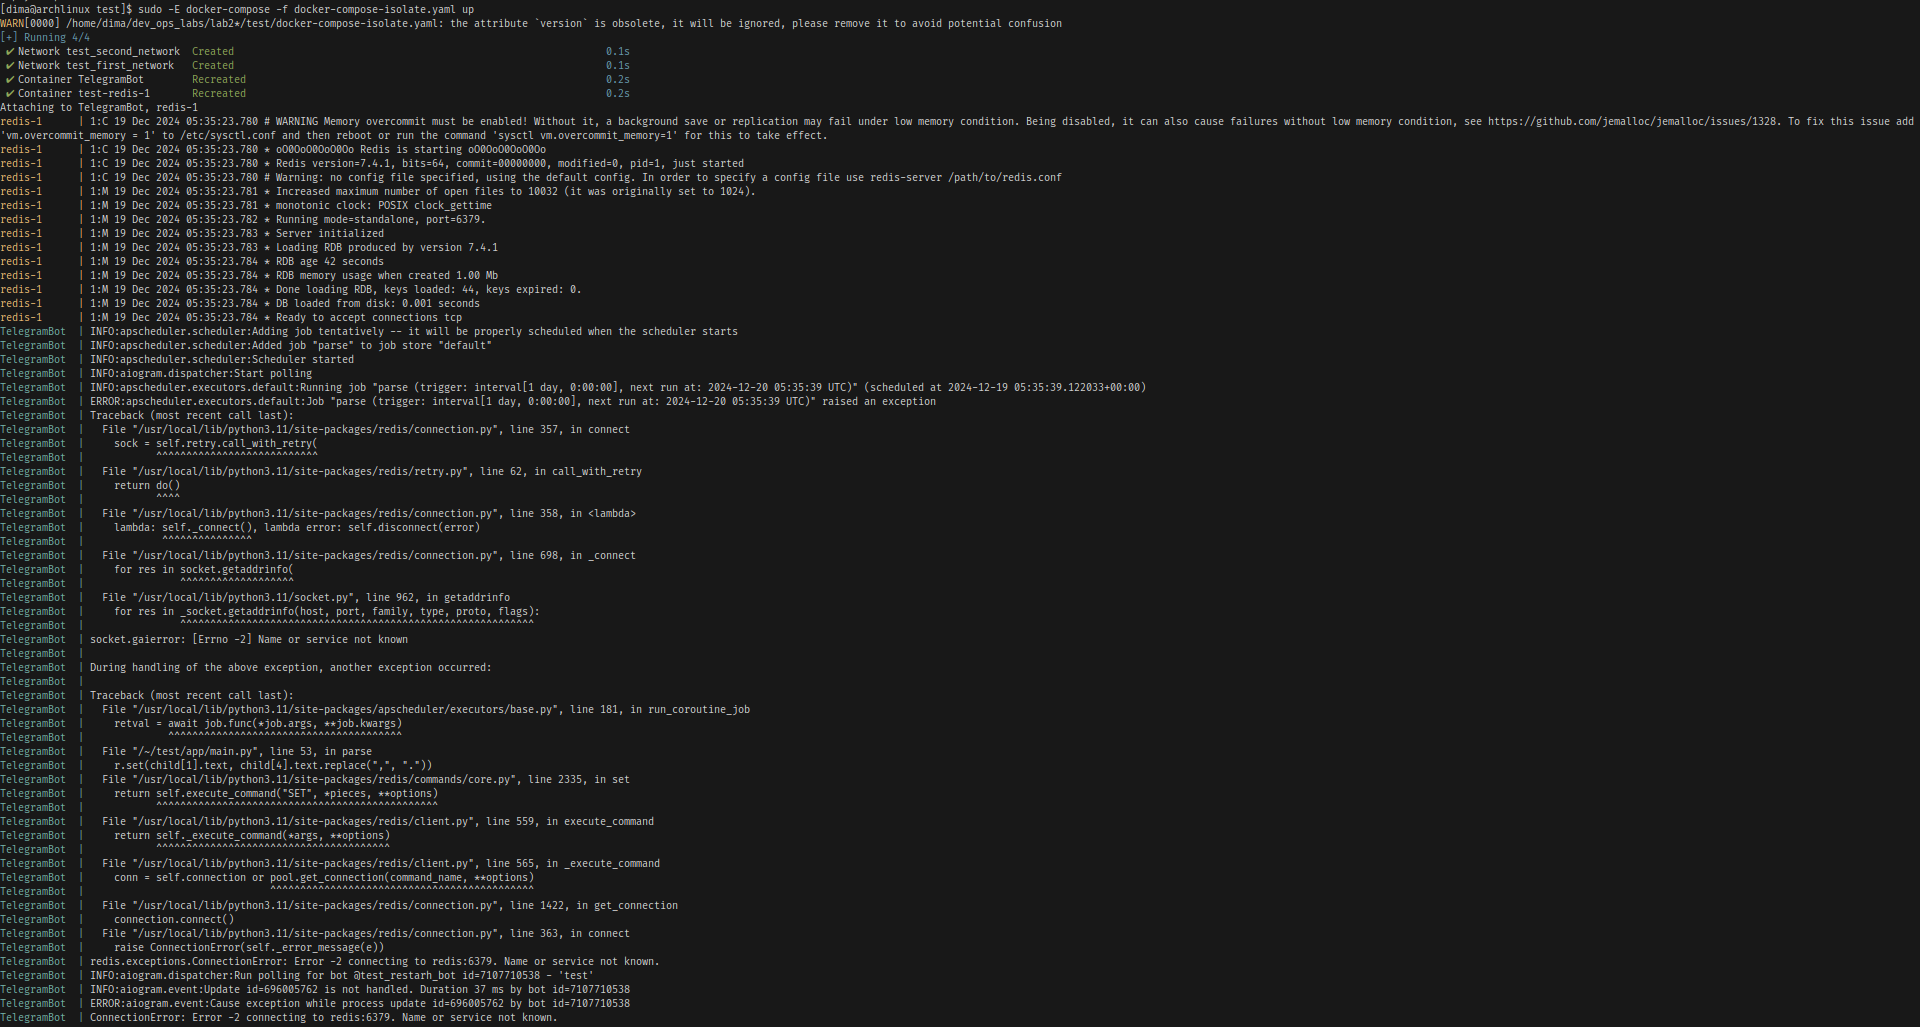 [dima@archlinux test]$ sudo -E docker-compose -f docker-compose-isolate.yaml up
WARN[0000] /home/dima/dev_ops_labs/lab2*/test/docker-compose-isolate.yaml: the attribute `version` is obsolete, it will be ignored, please remove it to avoid potential confusion
[+] Running 4/4
✔ Network test_second_network  Created 0.1s
✔ Network test_first_network   Created 0.1s
✔ Container TelegramBot        Recreated 0.2s
✔ Container test-redis-1       Recreated 0.2s
Attaching to TelegramBot, redis-1
redis-1      | 1:C 19 Dec 2024 05:35:23.780 # WARNING Memory overcommit must be enabled! Without it, a background save or replication may fail under low memory condition. Being disabled, it can also cause failures without low memory condition, see https://github.com/jemalloc/jemalloc/issues/1328. To fix this issue add
'vm.overcommit_memory = 1' to /etc/sysctl.conf and then reboot or run the command 'sysctl vm.overcommit_memory=1' for this to take effect.
redis-1      | 1:C 19 Dec 2024 05:35:23.780 * oO0OoO0OoO0Oo Redis is starting oO0OoO0OoO0Oo
redis-1      | 1:C 19 Dec 2024 05:35:23.780 * Redis version=7.4.1, bits=64, commit=00000000, modified=0, pid=1, just started
redis-1      | 1:C 19 Dec 2024 05:35:23.780 # Warning: no config file specified, using the default config. In order to specify a config file use redis-server /path/to/redis.conf
redis-1      | 1:M 19 Dec 2024 05:35:23.781 * Increased maximum number of open files to 10032 (it was originally set to 1024).
redis-1      | 1:M 19 Dec 2024 05:35:23.781 * monotonic clock: POSIX clock_gettime
redis-1      | 1:M 19 Dec 2024 05:35:23.782 * Running mode=standalone, port=6379.
redis-1      | 1:M 19 Dec 2024 05:35:23.783 * Server initialized
redis-1      | 1:M 19 Dec 2024 05:35:23.783 * Loading RDB produced by version 7.4.1
redis-1      | 1:M 19 Dec 2024 05:35:23.784 * RDB age 42 seconds
redis-1      | 1:M 19 Dec 2024 05:35:23.784 * RDB memory usage when created 1.00 Mb
redis-1      | 1:M 19 Dec 2024 05:35:23.784 * Done loading RDB, keys loaded: 44, keys expired: 0.
redis-1      | 1:M 19 Dec 2024 05:35:23.784 * DB loaded from disk: 0.001 seconds
redis-1      | 1:M 19 Dec 2024 05:35:23.784 * Ready to accept connections tcp
TelegramBot  | INFO:apscheduler.scheduler:Adding job tentatively -- it will be properly scheduled when the scheduler starts
TelegramBot  | INFO:apscheduler.scheduler:Added job "parse" to job store "default"
TelegramBot  | INFO:apscheduler.scheduler:Scheduler started
TelegramBot  | INFO:aiogram.dispatcher:Start polling
TelegramBot  | INFO:apscheduler.executors.default:Running job "parse (trigger: interval[1 day, 0:00:00], next run at: 2024-12-20 05:35:39 UTC)" (scheduled at 2024-12-19 05:35:39.122033+00:00)
TelegramBot  | ERROR:apscheduler.executors.default:Job "parse (trigger: interval[1 day, 0:00:00], next run at: 2024-12-20 05:35:39 UTC)" raised an exception
TelegramBot  | Traceback (most recent call last):
TelegramBot  |   File "/usr/local/lib/python3.11/site-packages/redis/connection.py", line 357, in connect
TelegramBot  |     sock = self.retry.call_with_retry(
TelegramBot  |            ^^^^^^^^^^^^^^^^^^^^^^^^^^^
TelegramBot  |   File "/usr/local/lib/python3.11/site-packages/redis/retry.py", line 62, in call_with_retry
TelegramBot  |     return do()
TelegramBot  |            ^^^^
TelegramBot  |   File "/usr/local/lib/python3.11/site-packages/redis/connection.py", line 358, in <lambda>
TelegramBot  |     lambda: self._connect(), lambda error: self.disconnect(error)
TelegramBot  |             ^^^^^^^^^^^^^^^
TelegramBot  |   File "/usr/local/lib/python3.11/site-packages/redis/connection.py", line 698, in _connect
TelegramBot  |     for res in socket.getaddrinfo(
TelegramBot  |                ^^^^^^^^^^^^^^^^^^^
TelegramBot  |   File "/usr/local/lib/python3.11/socket.py", line 962, in getaddrinfo
TelegramBot  |     for res in _socket.getaddrinfo(host, port, family, type, proto, flags):
TelegramBot  |                ^^^^^^^^^^^^^^^^^^^^^^^^^^^^^^^^^^^^^^^^^^^^^^^^^^^^^^^^^^^
TelegramBot  | socket.gaierror: [Errno -2] Name or service not known
TelegramBot  |
TelegramBot  | During handling of the above exception, another exception occurred:
TelegramBot  |
TelegramBot  | Traceback (most recent call last):
TelegramBot  |   File "/usr/local/lib/python3.11/site-packages/apscheduler/executors/base.py", line 181, in run_coroutine_job
TelegramBot  |     retval = await job.func(*job.args, **job.kwargs)
TelegramBot  |              ^^^^^^^^^^^^^^^^^^^^^^^^^^^^^^^^^^^^^^^
TelegramBot  |   File "/~/test/app/main.py", line 53, in parse
TelegramBot  |     r.set(child[1].text, child[4].text.replace(",", "."))
TelegramBot  |   File "/usr/local/lib/python3.11/site-packages/redis/commands/core.py", line 2335, in set
TelegramBot  |     return self.execute_command("SET", *pieces, **options)
TelegramBot  |            ^^^^^^^^^^^^^^^^^^^^^^^^^^^^^^^^^^^^^^^^^^^^^^^
TelegramBot  |   File "/usr/local/lib/python3.11/site-packages/redis/client.py", line 559, in execute_command
TelegramBot  |     return self._execute_command(*args, **options)
TelegramBot  |            ^^^^^^^^^^^^^^^^^^^^^^^^^^^^^^^^^^^^^^^
TelegramBot  |   File "/usr/local/lib/python3.11/site-packages/redis/client.py", line 565, in _execute_command
TelegramBot  |     conn = self.connection or pool.get_connection(command_name, **options)
TelegramBot  |                               ^^^^^^^^^^^^^^^^^^^^^^^^^^^^^^^^^^^^^^^^^^^^
TelegramBot  |   File "/usr/local/lib/python3.11/site-packages/redis/connection.py", line 1422, in get_connection
TelegramBot  |     connection.connect()
TelegramBot  |   File "/usr/local/lib/python3.11/site-packages/redis/connection.py", line 363, in connect
TelegramBot  |     raise ConnectionError(self._error_message(e))
TelegramBot  | redis.exceptions.ConnectionError: Error -2 connecting to redis:6379. Name or service not known.
TelegramBot  | INFO:aiogram.dispatcher:Run polling for bot @test_restarh_bot id=7107710538 - 'test'
TelegramBot  | INFO:aiogram.event:Update id=696005762 is not handled. Duration 37 ms by bot id=7107710538
TelegramBot  | ERROR:aiogram.event:Cause exception while process update id=696005762 by bot id=7107710538
TelegramBot  | ConnectionError: Error -2 connecting to redis:6379. Name or service not known.